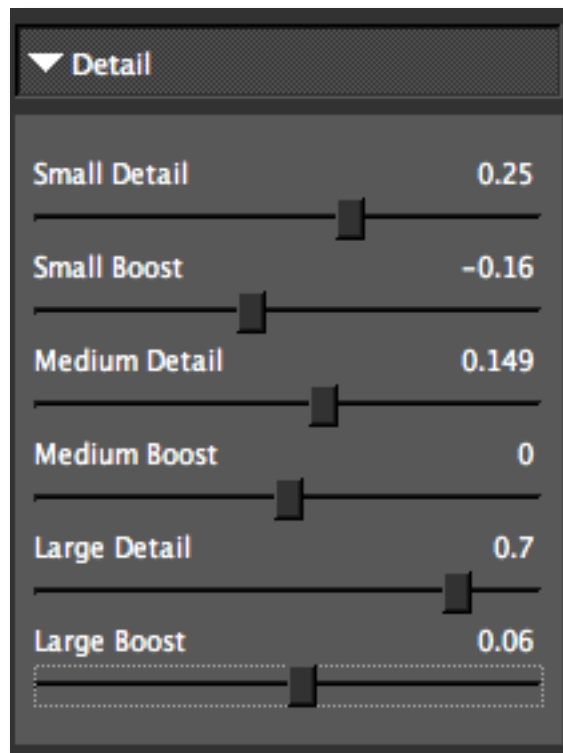 Detail
Small Detail 0.25
Small Boost -0.16
Medium Detail 0.149
Medium Boost 0
Large Detail 0.7
Large Boost 0.06